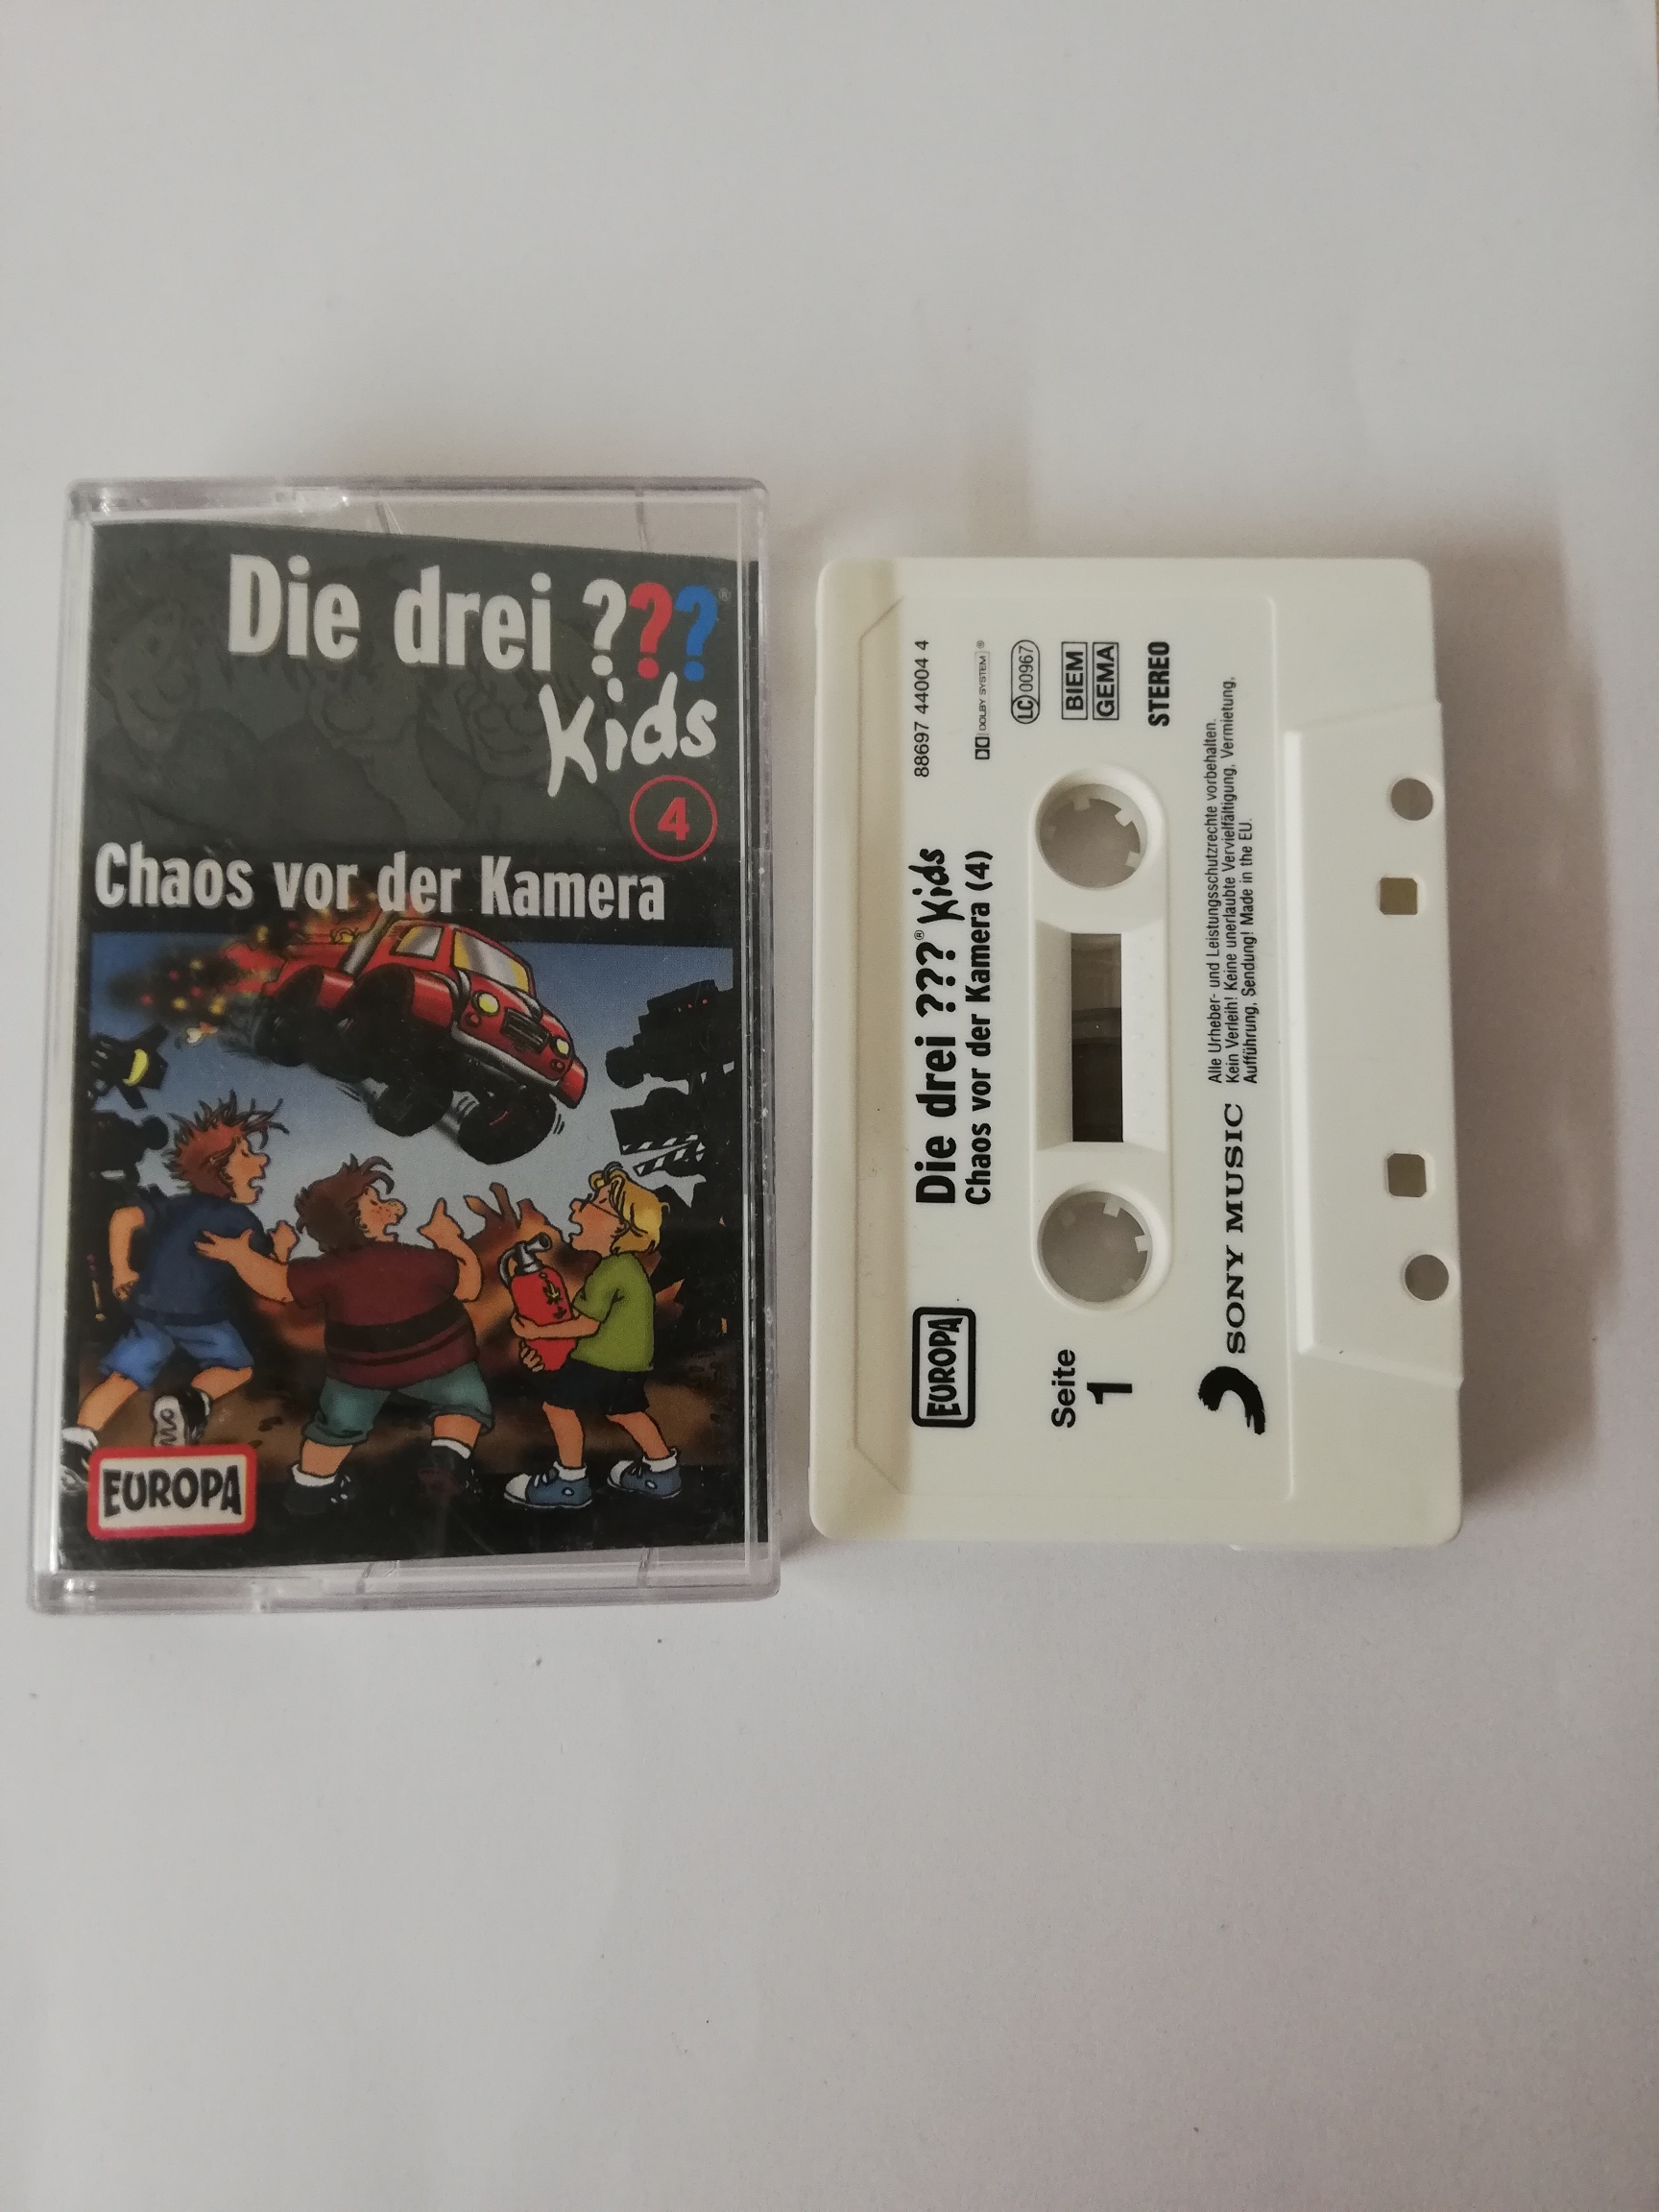 Die drei ???®
Kids
4
Chaos vor der Kamera
EUROPA
EUROPA
Die drei ???® Kids
Chaos vor der Kamera (4)
88697 44004 4
DOLBY SYSTEM®
LC 00967
BIEM
GEMA
STEREO
Seite
1
SONY MUSIC
Alle Urheber- und Leistungsschutzrechte vorbehalten.
Kein Verleih! Keine unerlaubte Vervielfältigung, Vermietung,
Aufführung, Sendung! Made in the EU.